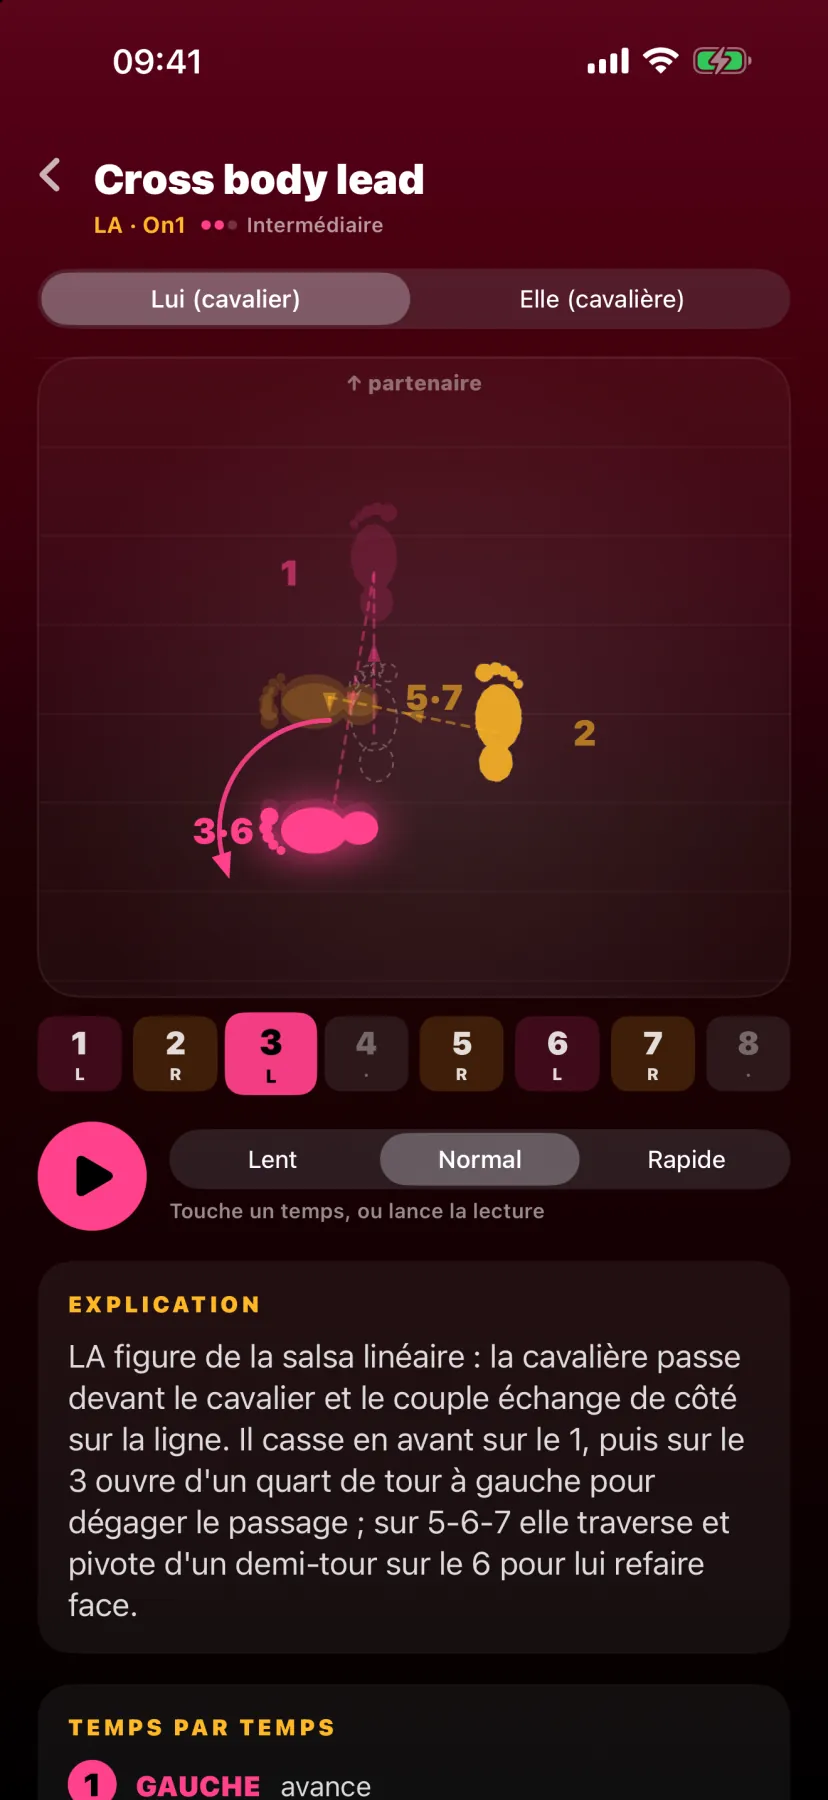 09:41
Cross body lead
LA · On1 Intermédiaire
Lui (cavalier) Elle (cavalière)
↑ partenaire
1
5·7
2
3·6
1 2 3 4 5 6 7 8
L R L · R L R ·
Lent Normal Rapide
Touche un temps, ou lance la lecture
EXPLICATION
LA figure de la salsa linéaire : la cavalière passe
devant le cavalier et le couple échange de côté
sur la ligne. Il casse en avant sur le 1, puis sur le
3 ouvre d'un quart de tour à gauche pour
dégager le passage ; sur 5-6-7 elle traverse et
pivote d'un demi-tour sur le 6 pour lui refaire
face.
TEMPS PAR TEMPS
1 GAUCHE avance